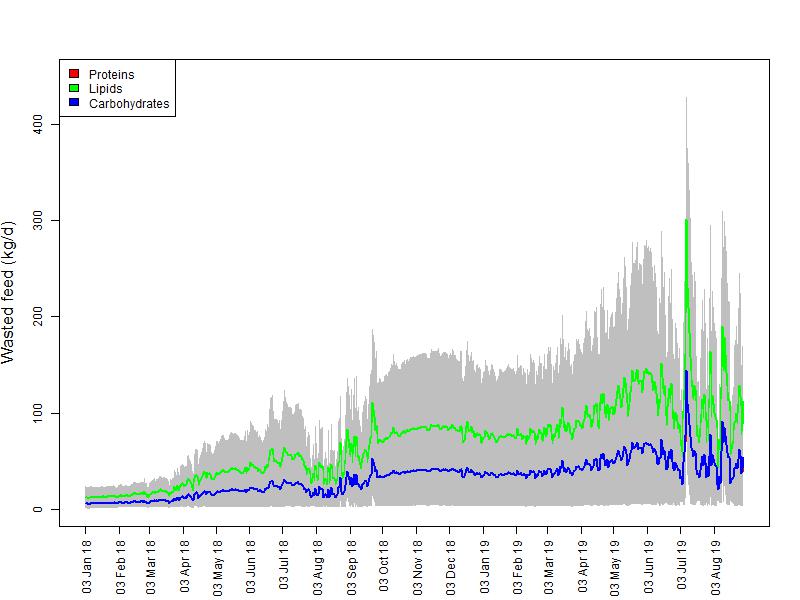 Proteins
Lipids
Carbohydrates
Wasted feed (kg/d)
400
300
200
100
0
03 Jan 18
03 Feb 18
03 Mar 18
03 Apr 18
03 May 18
03 Jun 18
03 Jul 18
03 Aug 18
03 Sep 18
03 Oct 18
03 Nov 18
03 Dec 18
03 Jan 19
03 Feb 19
03 Mar 19
03 Apr 19
03 May 19
03 Jun 19
03 Jul 19
03 Aug 19